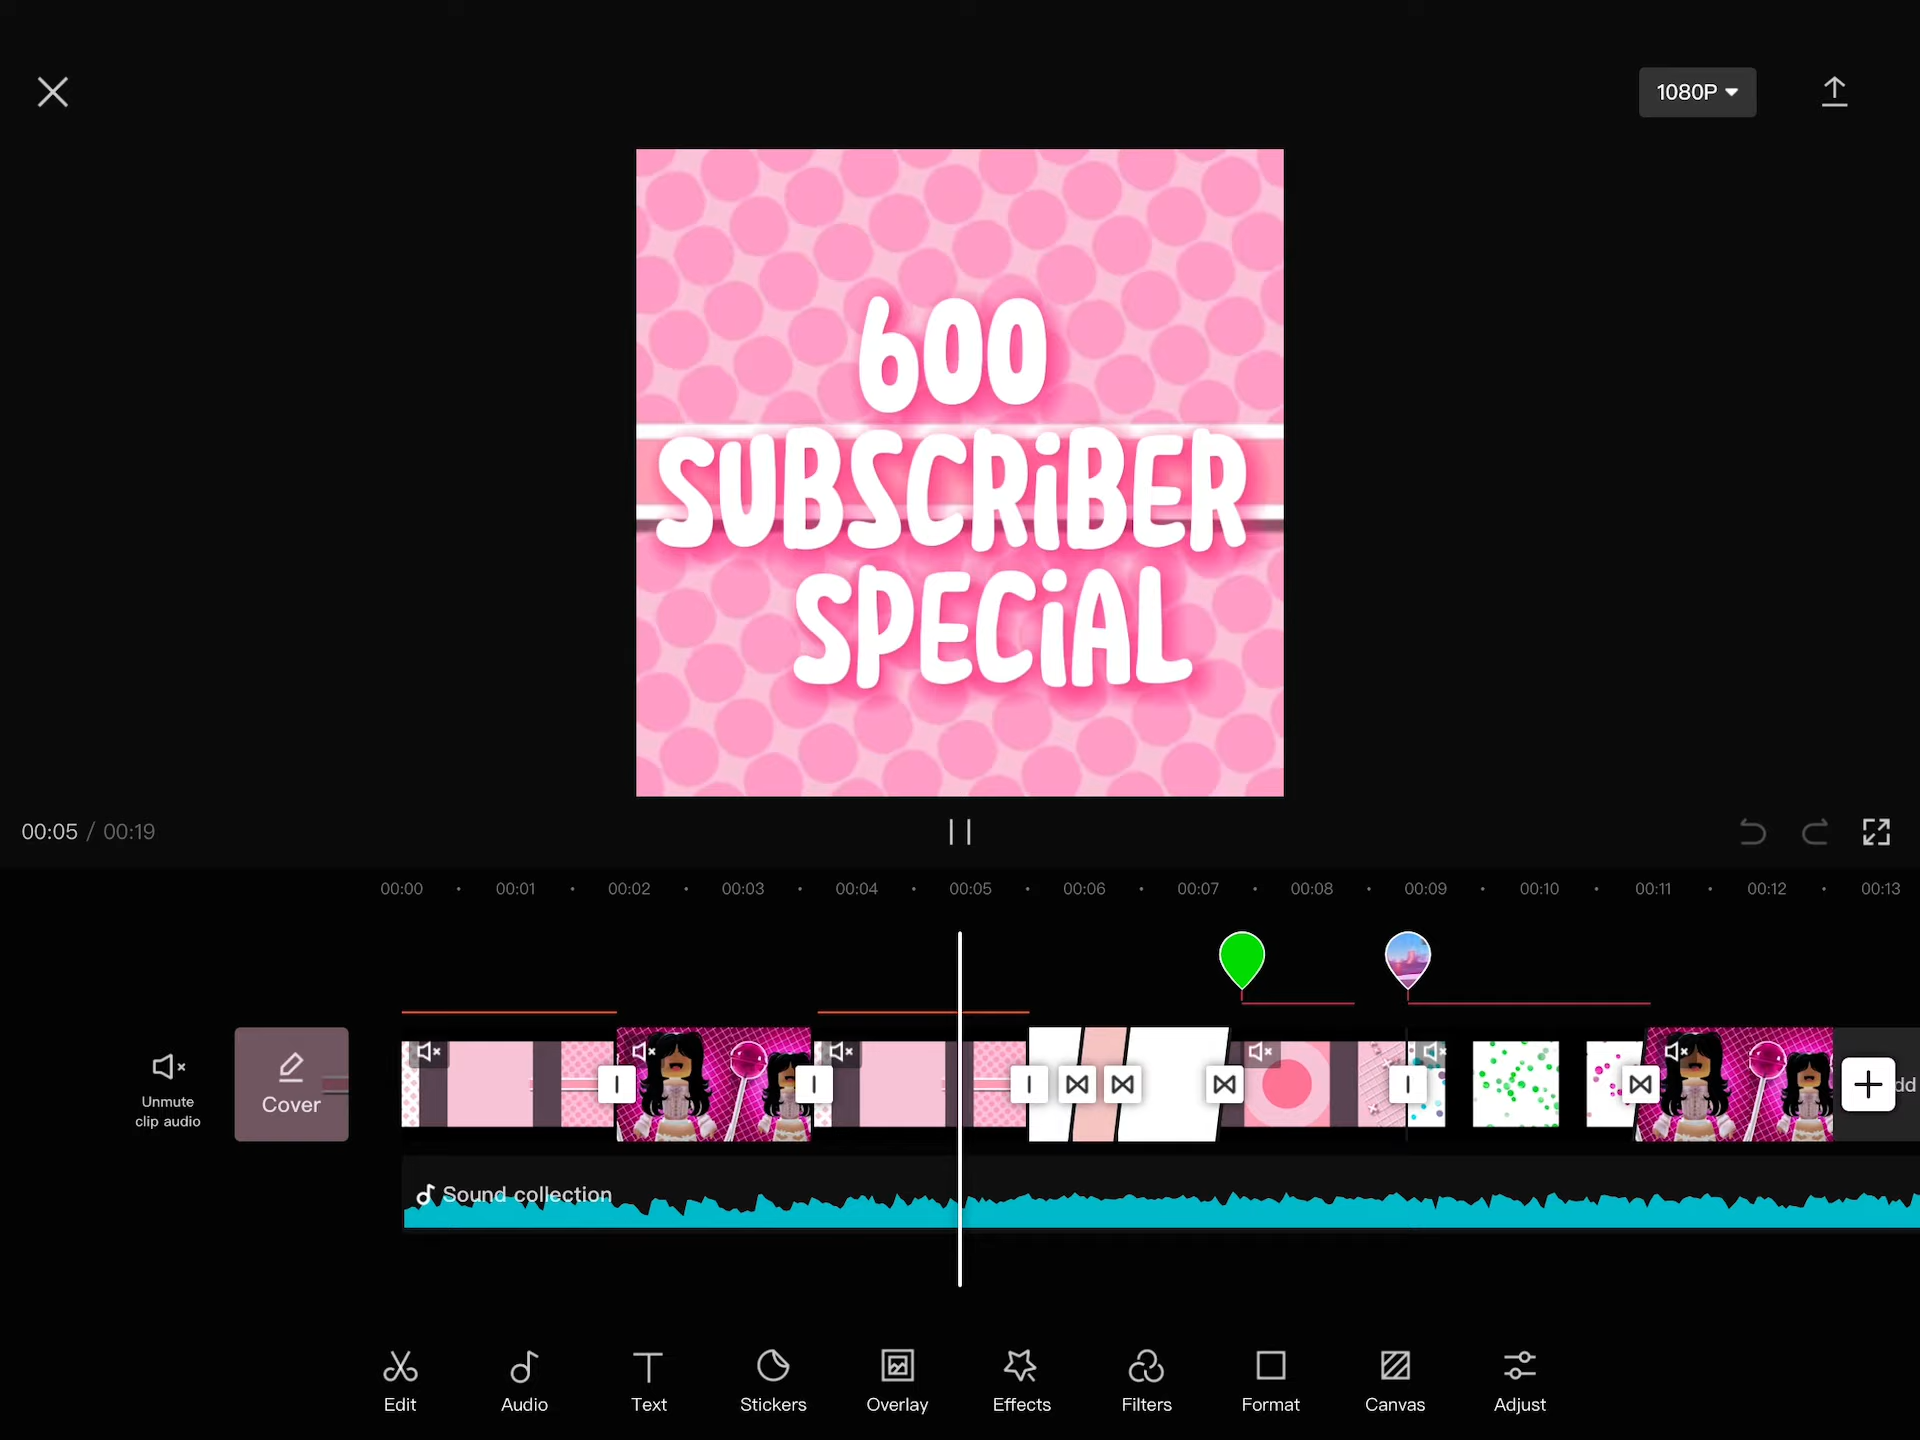 1080P
600
SUBSCRiBER
SPECiAL
00:05 / 00:19
00:00 00:01 00:02 00:03 00:04 00:05 00:06 00:07 00:08 00:09 00:10 00:11 00:12 00:13
Unmute
clip audio
Cover
dd
Sound collection
Edit Audio Text Stickers Overlay Effects Filters Format Canvas Adjust